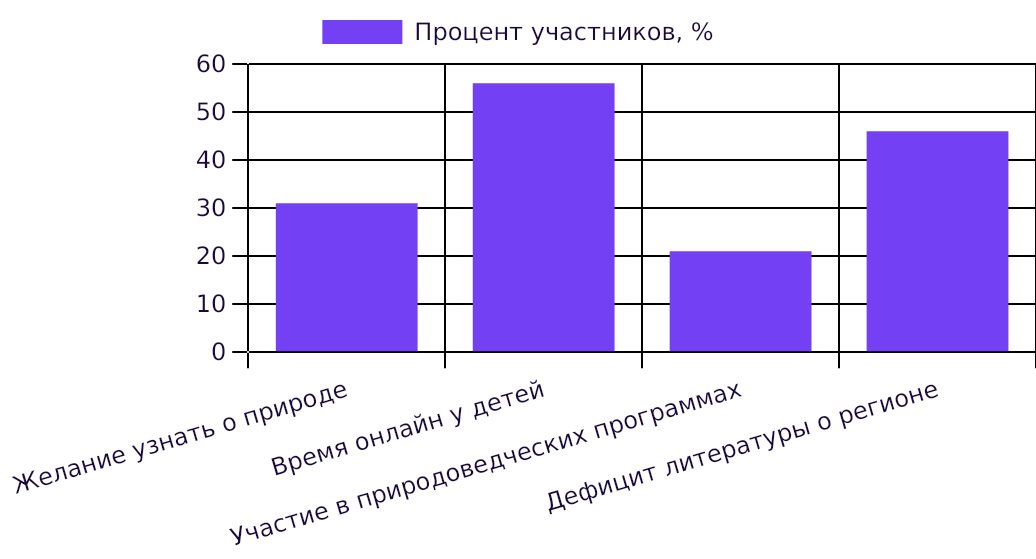 Процент участников, %
60
50
40
30
20
10
0
Желание узнать о природе
Время онлайн у детей
Участие в природоведческих программах
Дефицит литературы о регионе